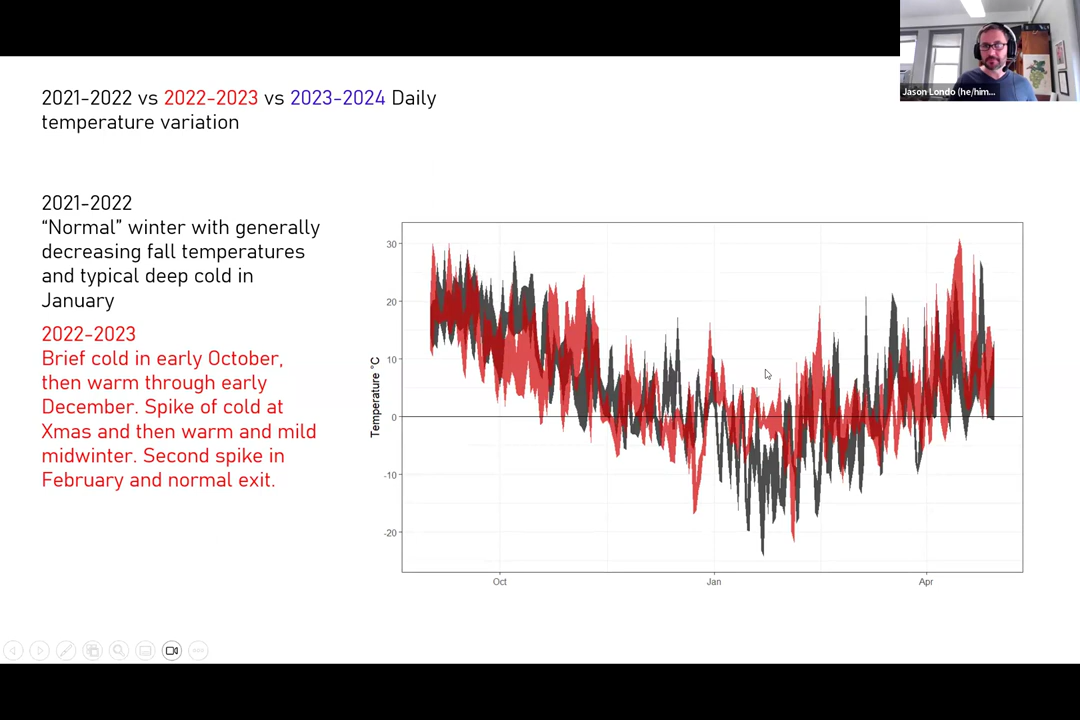 Jason Londo (he/him...
2021-2022 vs 2022-2023 vs 2023-2024 Daily
temperature variation
2021-2022
“Normal” winter with generally
decreasing fall temperatures
and typical deep cold in
January
2022-2023
Brief cold in early October,
then warm through early
December. Spike of cold at
Xmas and then warm and mild
midwinter. Second spike in
February and normal exit.
Temperature °C
30
20
10
0
-10
-20
Oct
Jan
Apr